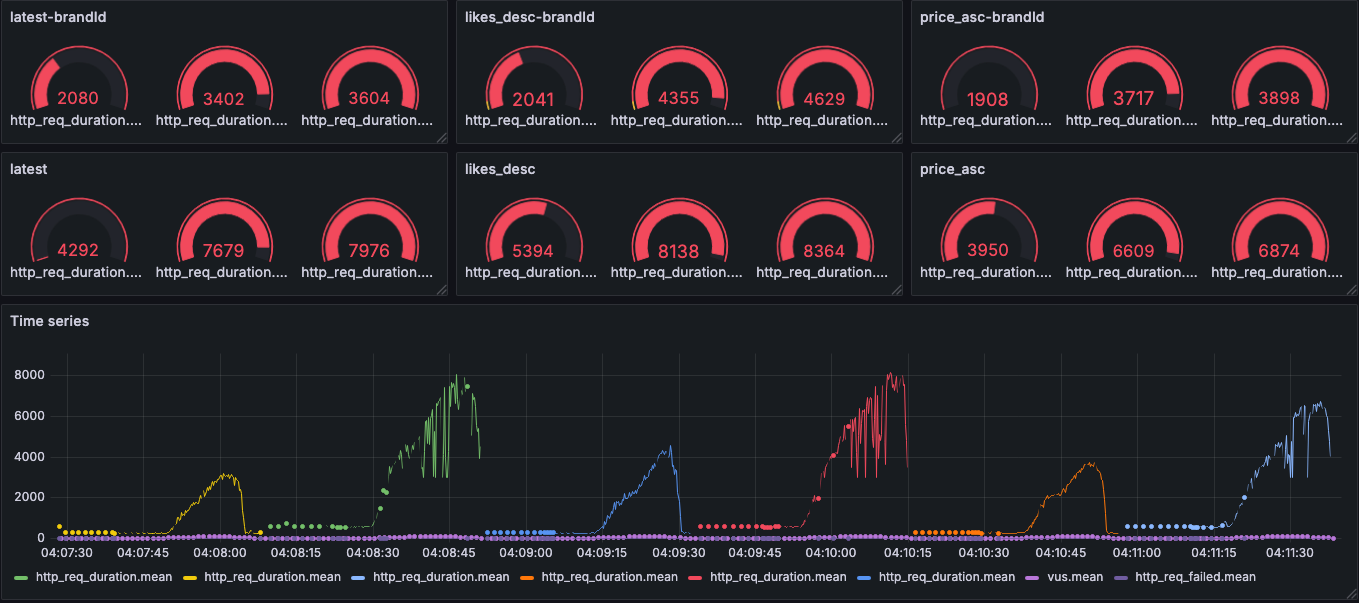 latest-brandId likes_desc-brandId price_asc-brandId
2080 3402 3604 2041 4355 4629 1908 3717 3898
http_req_duration.... http_req_duration.... http_req_duration.... http_req_duration.... http_req_duration.... http_req_duration.... http_req_duration.... http_req_duration.... http_req_duration....
latest likes_desc price_asc
4292 7679 7976 5394 8138 8364 3950 6609 6874
http_req_duration.... http_req_duration.... http_req_duration.... http_req_duration.... http_req_duration.... http_req_duration.... http_req_duration.... http_req_duration.... http_req_duration....
Time series
8000
6000
4000
2000
0
04:07:30 04:07:45 04:08:00 04:08:15 04:08:30 04:08:45 04:09:00 04:09:15 04:09:30 04:09:45 04:10:00 04:10:15 04:10:30 04:10:45 04:11:00 04:11:15 04:11:30
http_req_duration.mean http_req_duration.mean http_req_duration.mean http_req_duration.mean http_req_duration.mean http_req_duration.mean vus.mean http_req_failed.mean